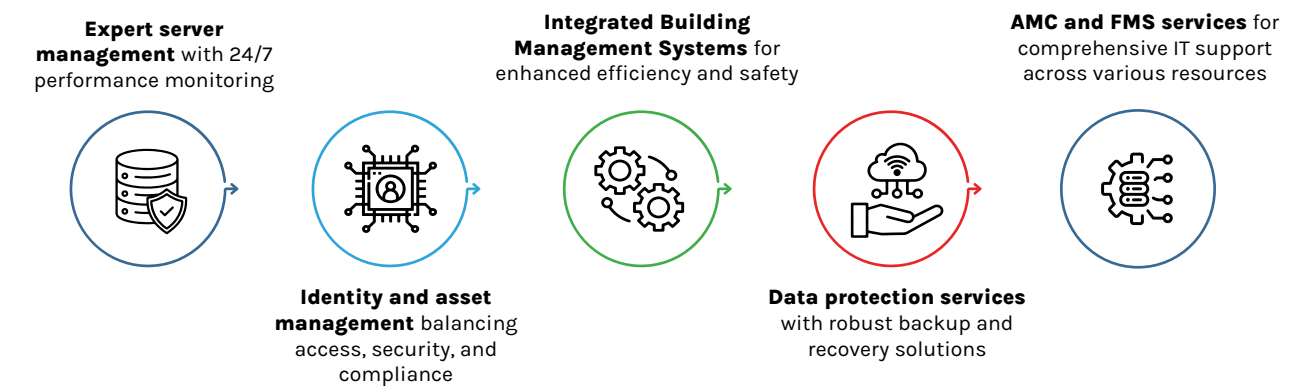 Expert server
management with 24/7
performance monitoring
Identity and asset
management balancing
access, security, and
compliance
Integrated Building
Management Systems for
enhanced efficiency and safety
Data protection services
with robust backup and
recovery solutions
AMC and FMS services for
comprehensive IT support
across various resources